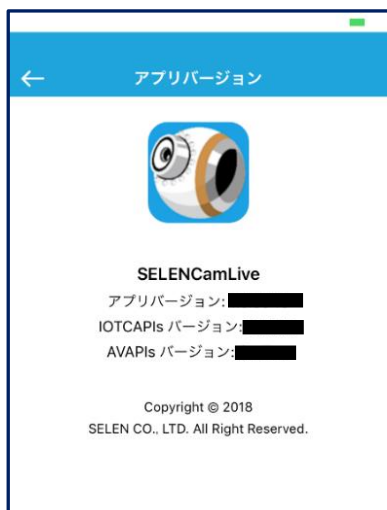 アプリバージョン
SELENCamLive
アプリバージョン:
IOTCAPIs バージョン:
AVAPIs バージョン:
Copyright © 2018
SELEN CO., LTD. All Right Reserved.